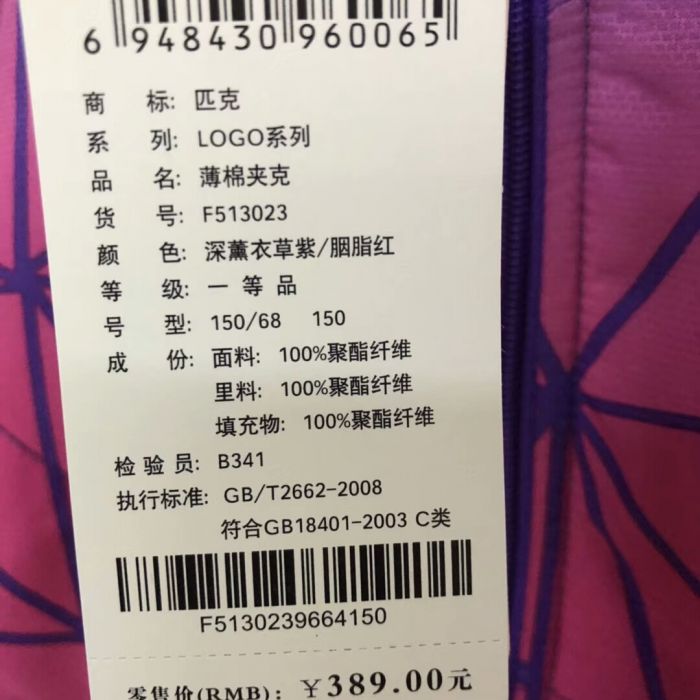 6 948430 960065
商 标: 匹克
系 列: LOGO系列
品 名: 薄棉夹克
货 号: F513023
颜 色: 深薰衣草紫/胭脂红
等 级: 一 等 品
号 型: 150/68 150
成 份: 面料: 100%聚酯纤维
里料: 100%聚酯纤维
填充物: 100%聚酯纤维
检 验 员: B341
执行标准: GB/T2662-2008
符合GB18401-2003 C类
F5130239664150
零售价(RMB): ¥389.00元